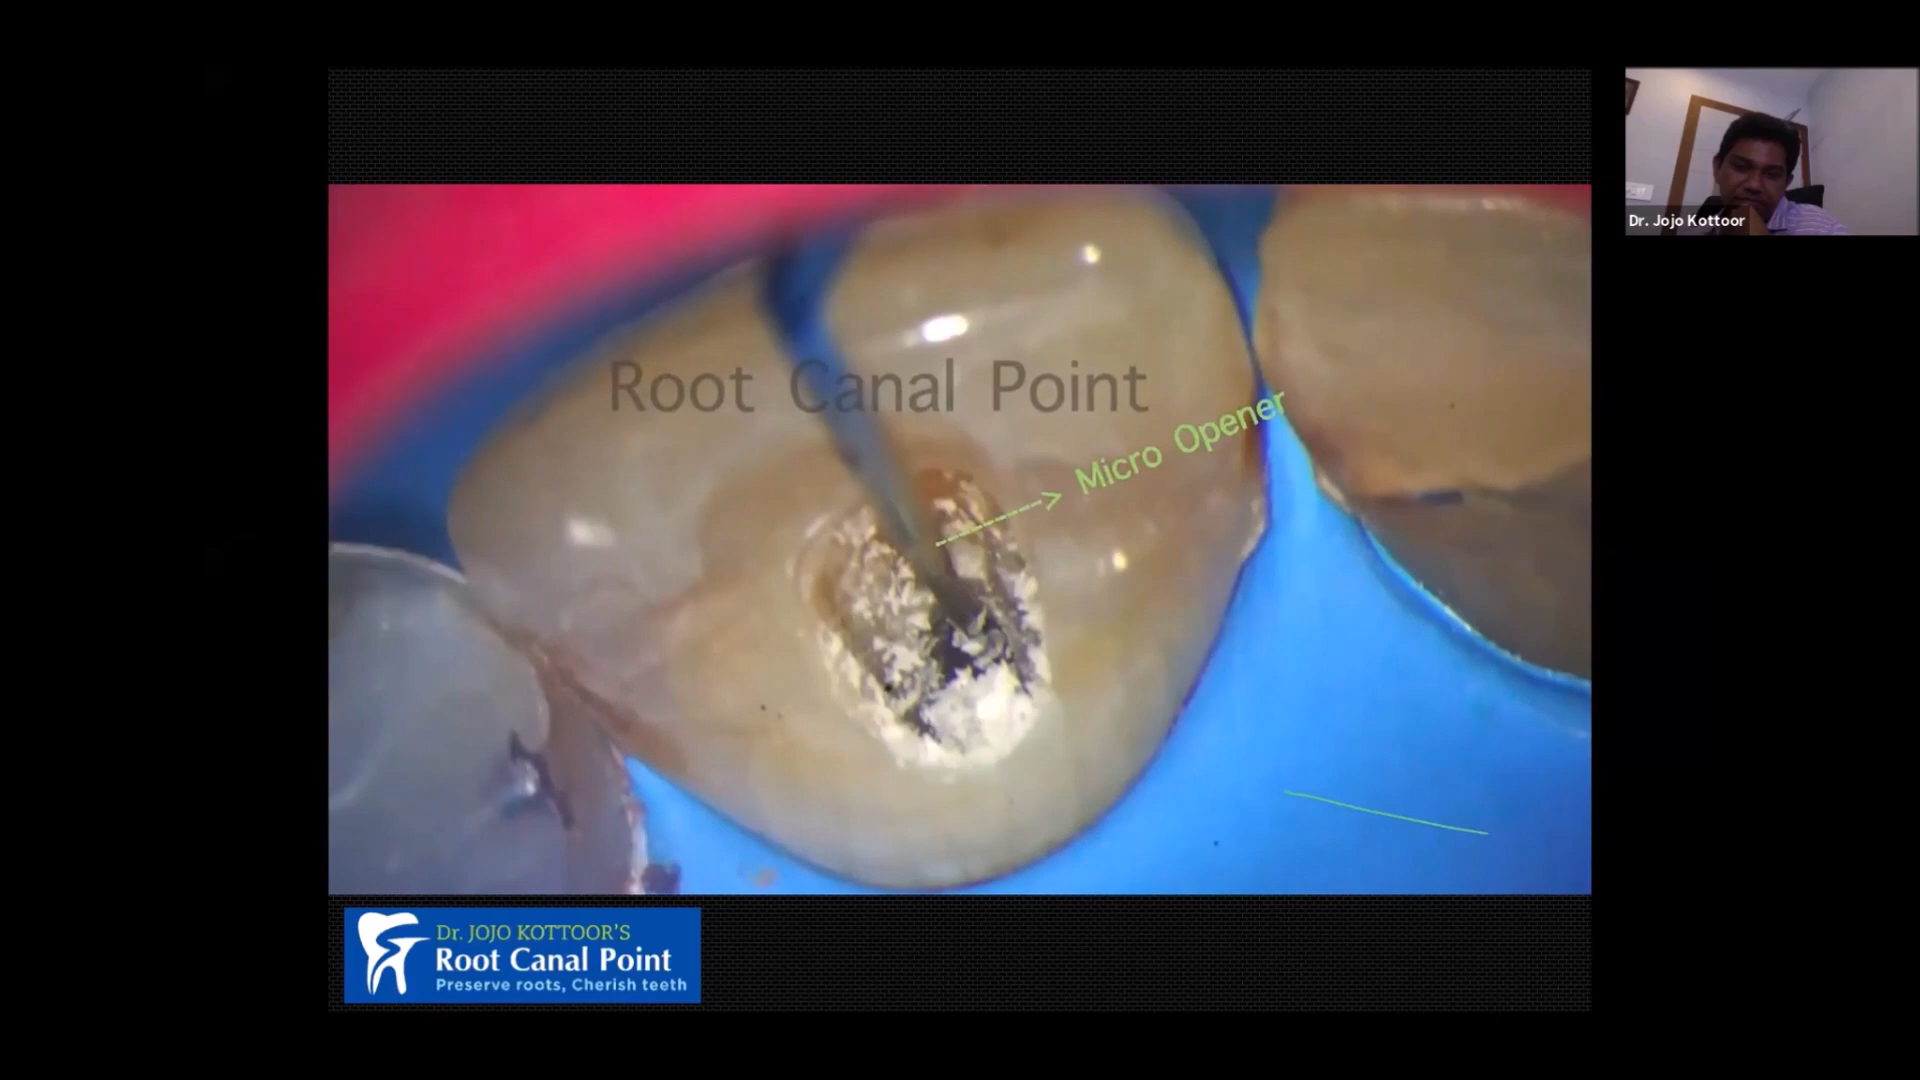 Dr. Jojo Kottoor
Root Canal Point
Micro Opener
Dr. JOJO KOTTOOR'S
Root Canal Point
Preserve roots, Cherish teeth